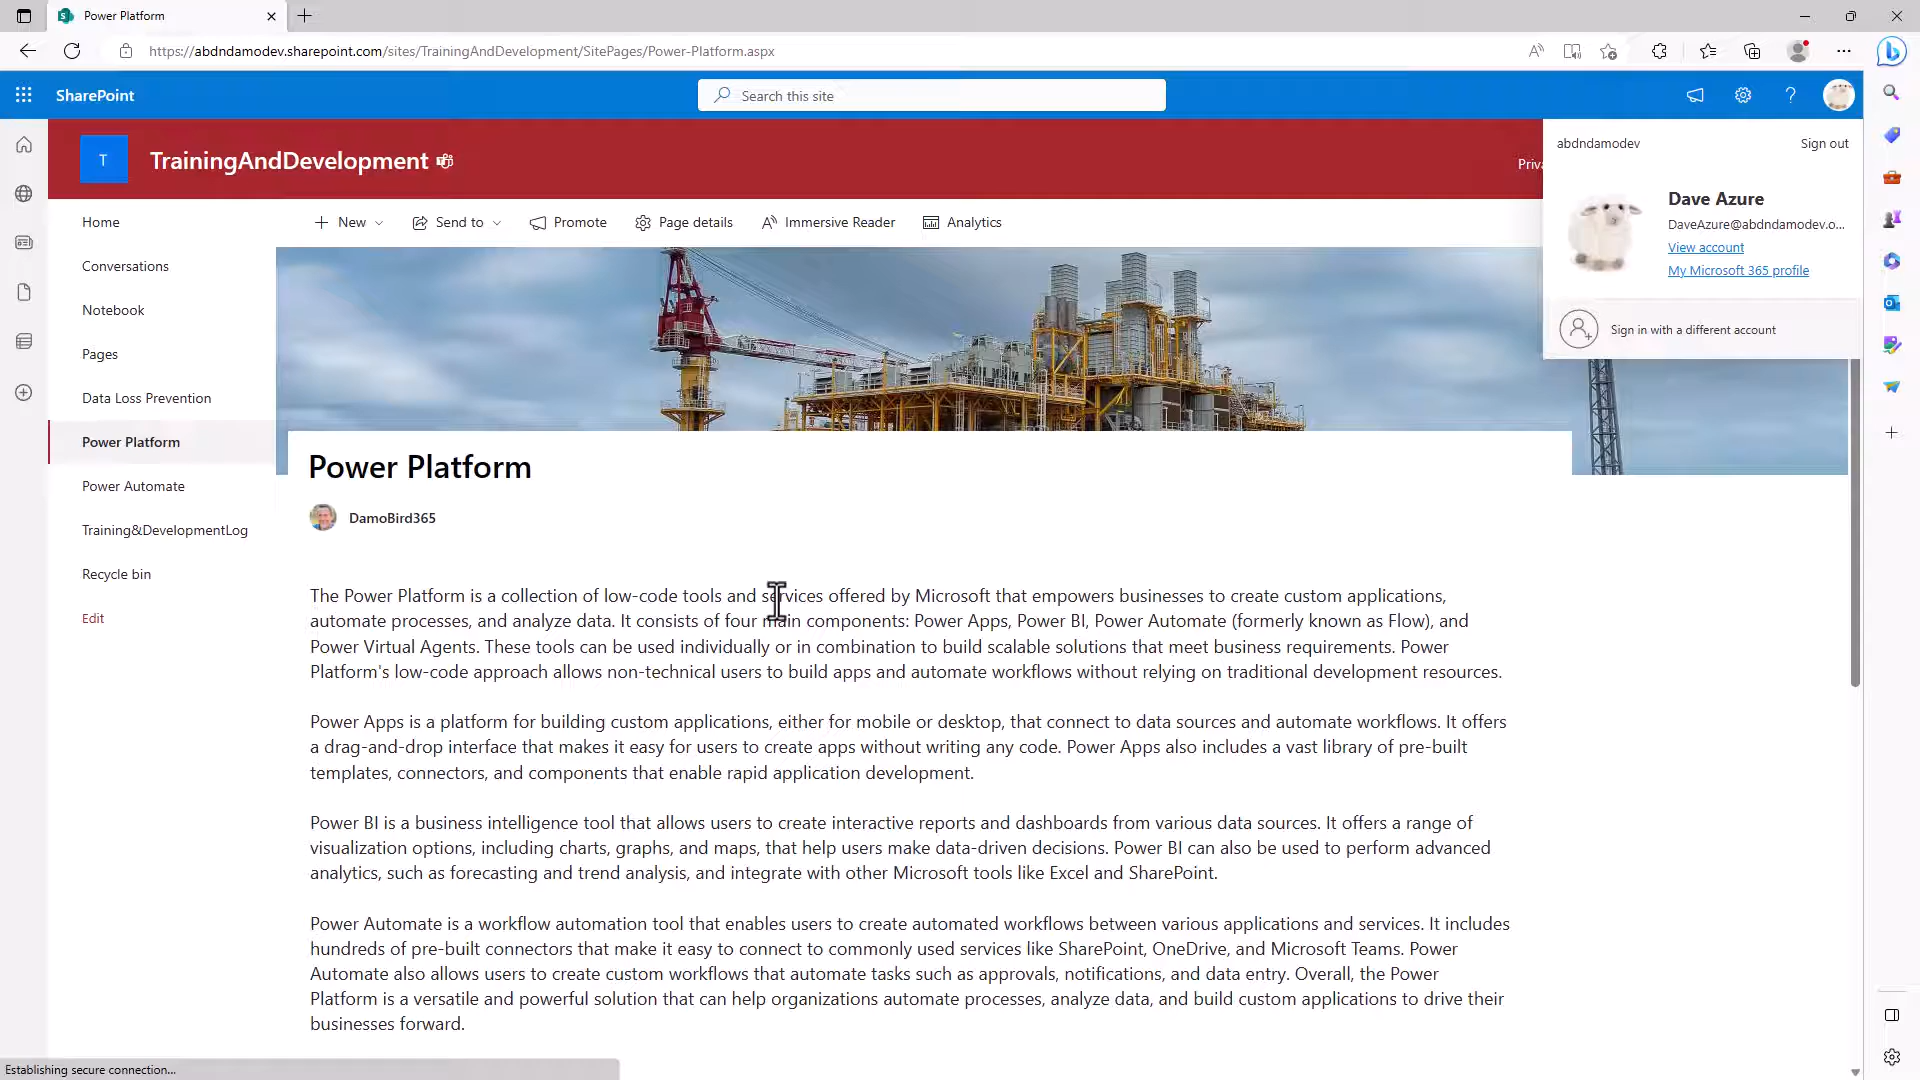 Power Platform
https://abdndamodev.sharepoint.com/sites/TrainingAndDevelopment/SitePages/Power-Platform.aspx
SharePoint
Search this site
T
TrainingAndDevelopment
Priva
abdndamodev
Sign out
Dave Azure
DaveAzure@abdndamodev.o...
View account
My Microsoft 365 profile
Sign in with a different account
Home
Conversations
Notebook
Pages
Data Loss Prevention
Power Platform
Power Automate
Training&DevelopmentLog
Recycle bin
Edit
New
Send to
Promote
Page details
Immersive Reader
Analytics
Power Platform
DamoBird365
The Power Platform is a collection of low-code tools and services offered by Microsoft that empowers businesses to create custom applications,
automate processes, and analyze data. It consists of four main components: Power Apps, Power BI, Power Automate (formerly known as Flow), and
Power Virtual Agents. These tools can be used individually or in combination to build scalable solutions that meet business requirements. Power
Platform's low-code approach allows non-technical users to build apps and automate workflows without relying on traditional development resources.
Power Apps is a platform for building custom applications, either for mobile or desktop, that connect to data sources and automate workflows. It offers
a drag-and-drop interface that makes it easy for users to create apps without writing any code. Power Apps also includes a vast library of pre-built
templates, connectors, and components that enable rapid application development.
Power BI is a business intelligence tool that allows users to create interactive reports and dashboards from various data sources. It offers a range of
visualization options, including charts, graphs, and maps, that help users make data-driven decisions. Power BI can also be used to perform advanced
analytics, such as forecasting and trend analysis, and integrate with other Microsoft tools like Excel and SharePoint.
Power Automate is a workflow automation tool that enables users to create automated workflows between various applications and services. It includes
hundreds of pre-built connectors that make it easy to connect to commonly used services like SharePoint, OneDrive, and Microsoft Teams. Power
Automate also allows users to create custom workflows that automate tasks such as approvals, notifications, and data entry. Overall, the Power
Platform is a versatile and powerful solution that can help organizations automate processes, analyze data, and build custom applications to drive their
businesses forward.
Establishing secure connection...